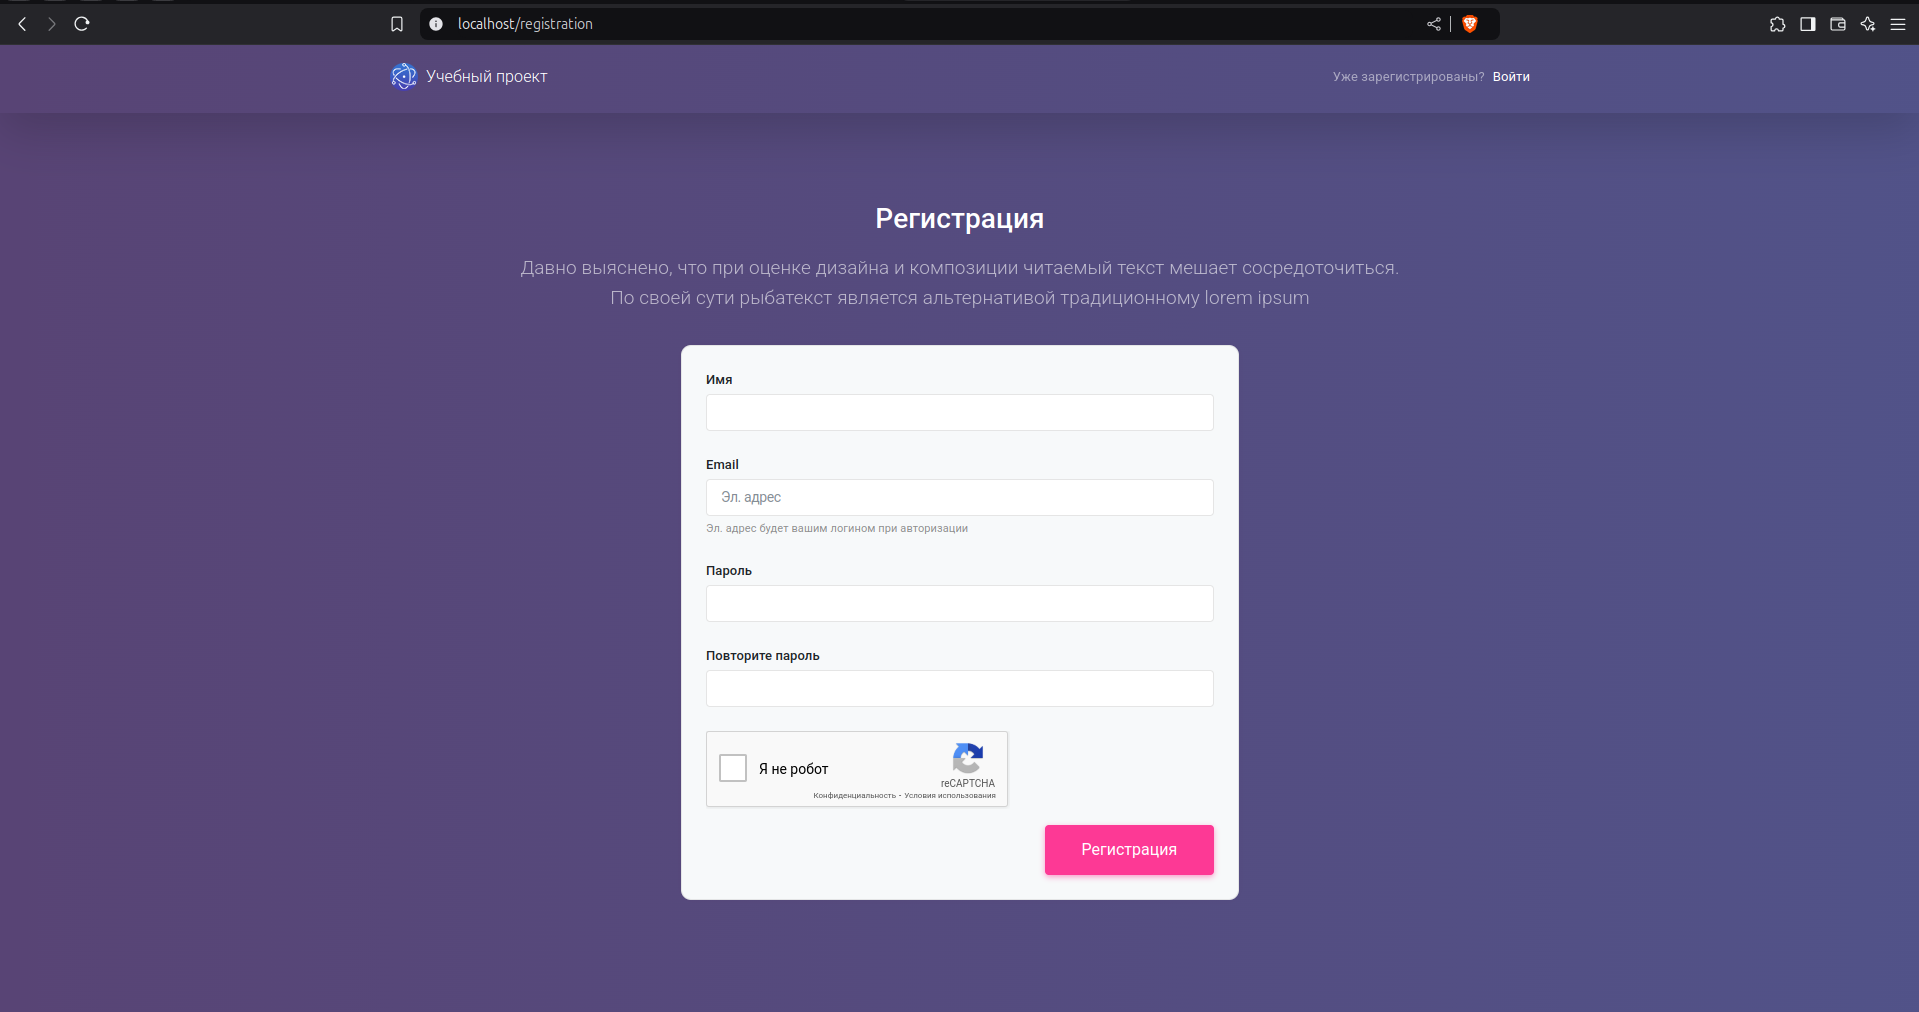 localhost/registration
Учебный проект
Уже зарегистрированы? Войти
Регистрация
Давно выяснено, что при оценке дизайна и композиции читаемый текст мешает сосредоточиться.
По своей сути рыбатекст является альтернативой традиционному lorem ipsum
Имя
Email
Эл. адрес
Эл. адрес будет вашим логином при авторизации
Пароль
Повторите пароль
Я не робот
reCAPTCHA
Конфиденциальность - Условия использования
Регистрация